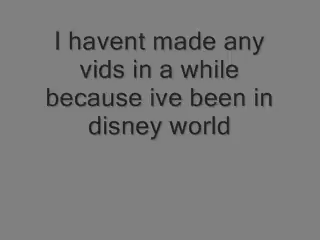 I havent made any
vids in a while
because ive been in
disney world